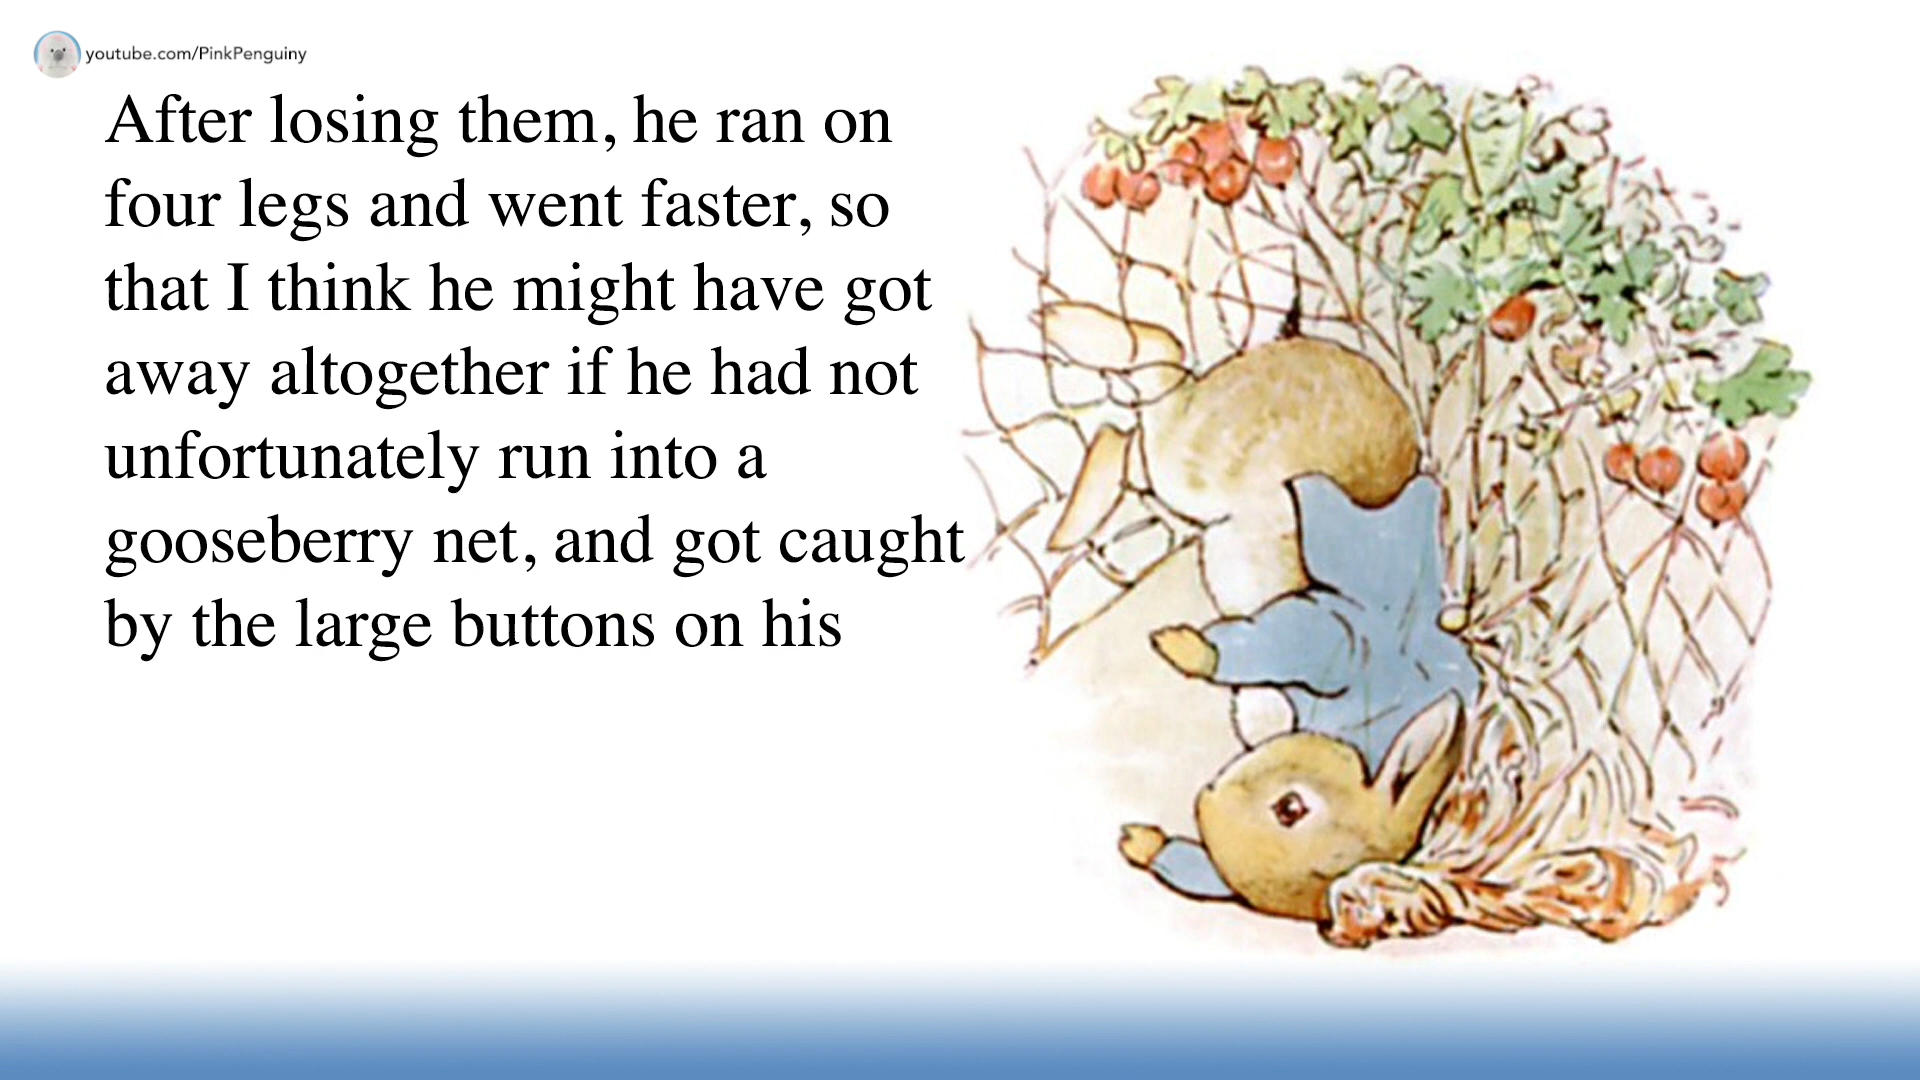 youtube.com/PinkPenguiny
After losing them, he ran on
four legs and went faster, so
that I think he might have got
away altogether if he had not
unfortunately run into a
gooseberry net, and got caught
by the large buttons on his